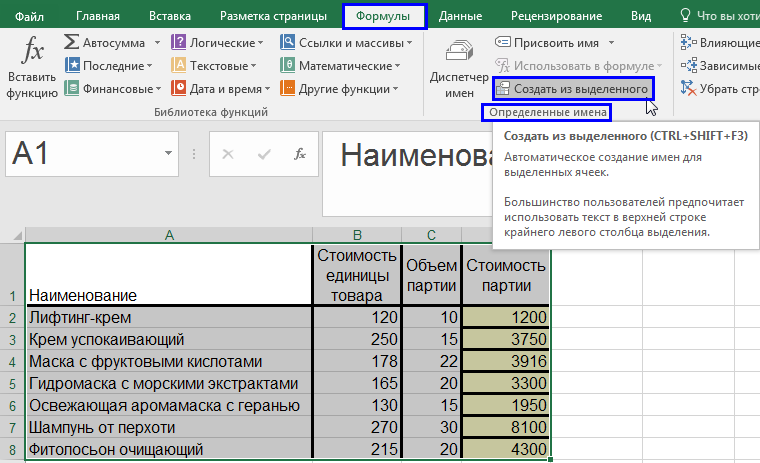 Файл Главная Вставка Разметка страницы Формулы Данные Рецензирование Вид Что вы хоти
Вставить функцию
Σ Автосумма
Последние
Финансовые
Логические
Текстовые
Дата и время
Ссылки и массивы
Математические
Другие функции
Библиотека функций
Диспетчер имен
Присвоить имя
Использовать в формуле
Создать из выделенного
Определенные имена
Влияющие
Зависимые
Убрать стре
A1 fx Наименова
Создать из выделенного (CTRL+SHIFT+F3)
Автоматическое создание имен для
выделенных ячеек.
Большинство пользователей предпочитает
использовать текст в верхней строке
крайнего левого столбца выделения.
A B C
1 Наименование Стоимость единицы товара Объем партии Стоимость партии
2 Лифтинг-крем 120 10 1200
3 Крем успокаивающий 250 15 3750
4 Маска с фруктовыми кислотами 178 22 3916
5 Гидромаска с морскими экстрактами 165 20 3300
6 Освежающая аромамаска с геранью 130 15 1950
7 Шампунь от перхоти 270 30 8100
8 Фитолосьон очищающий 215 20 4300